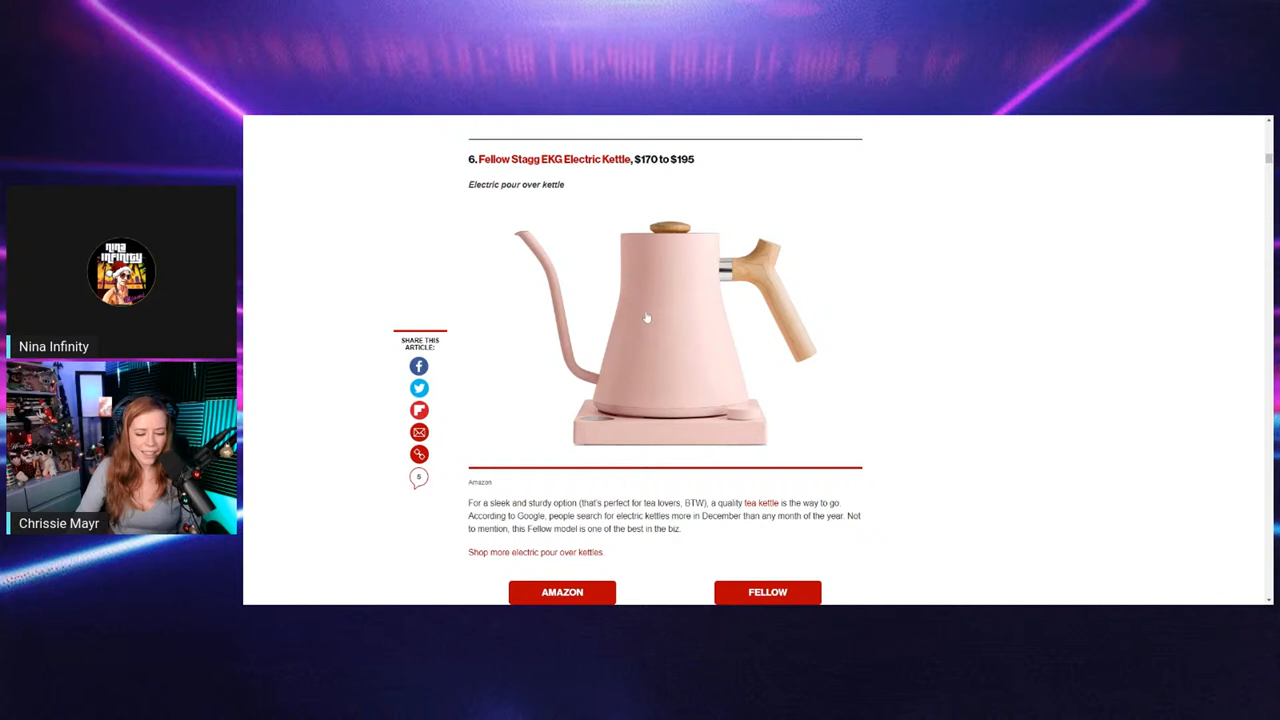 6. Fellow Stagg EKG Electric Kettle, $170 to $195
Electric pour over kettle
SHARE THIS
ARTICLE:
5
Amazon
For a sleek and sturdy option (that's perfect for tea lovers, BTW), a quality tea kettle is the way to go.
According to Google, people search for electric kettles more in December than any month of the year. Not
to mention, this Fellow model is one of the best in the biz.
Shop more electric pour over kettles.
AMAZON
FELLOW
nina
infinity
Nina Infinity
Chrissie Mayr